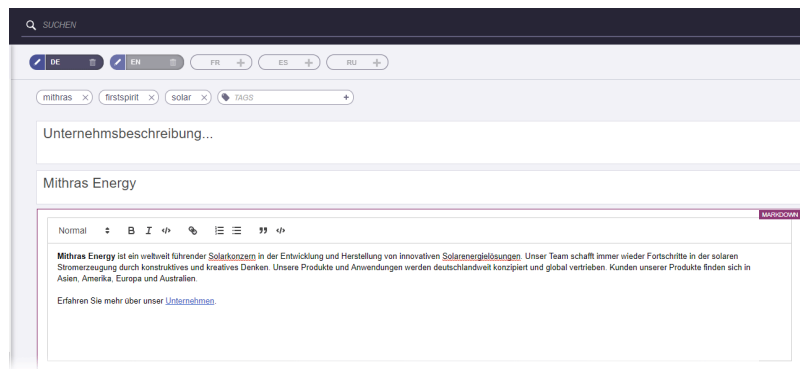 SUCHEN
DE EN FR + ES + RU +
mithras × firstspirit × solar × TAGS +
Unternehmsbeschreibung...
Mithras Energy
MARKDOWN
Normal B I </> ” </>
Mithras Energy ist ein weltweit führender Solarkonzern in der Entwicklung und Herstellung von innovativen Solarenergielösungen. Unser Team schafft immer wieder Fortschritte in der solaren
Stromerzeugung durch konstruktives und kreatives Denken. Unsere Produkte und Anwendungen werden deutschlandweit konzipiert und global vertrieben. Kunden unserer Produkte finden sich in
Asien, Amerika, Europa und Australien.
Erfahren Sie mehr über unser Unternehmen.